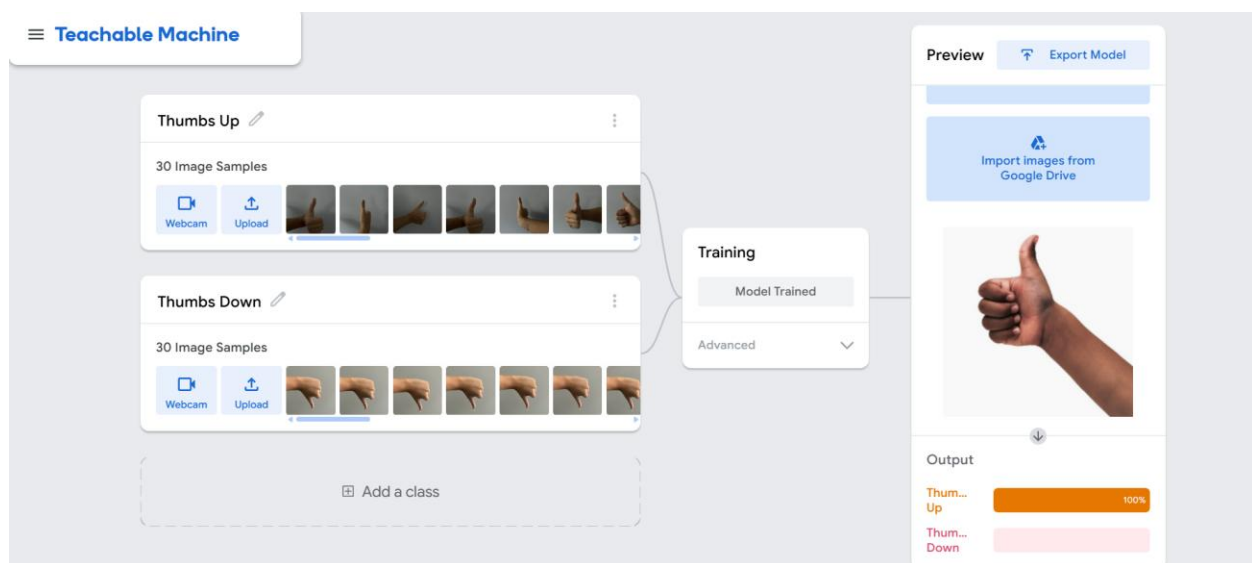 Teachable Machine
Thumbs Up
30 Image Samples
Webcam
Upload
Thumbs Down
30 Image Samples
Webcam
Upload
Add a class
Training
Model Trained
Advanced
Preview
Export Model
Import images from
Google Drive
Output
Thum...
Up
100%
Thum...
Down